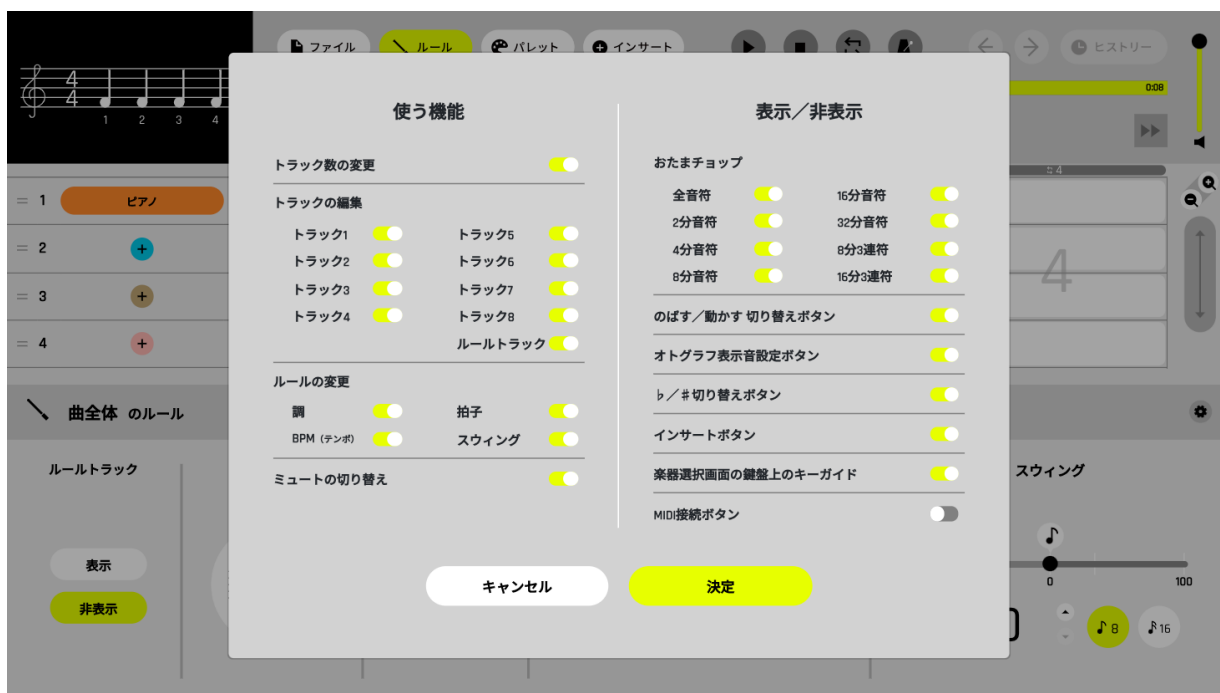 ファイル
ルール
パレット
インサート
ヒストリー
4
4
1 2 3 4
0:08
4
1 ピアノ
2
3
4
4
曲全体 のルール
ルールトラック
表示
非表示
使う機能
トラック数の変更
トラックの編集
トラック1 トラック5
トラック2 トラック6
トラック3 トラック7
トラック4 トラック8
ルールトラック
ルールの変更
調 拍子
BPM (テンポ) スウィング
ミュートの切り替え
表示／非表示
おたまチョップ
全音符 16分音符
2分音符 32分音符
4分音符 8分3連符
8分音符 16分3連符
のばす／動かす 切り替えボタン
オトグラフ表示音設定ボタン
♭／♯切り替えボタン
インサートボタン
楽器選択画面の鍵盤上のキーガイド
MIDI接続ボタン
キャンセル
決定
スウィング
0 100
8 16